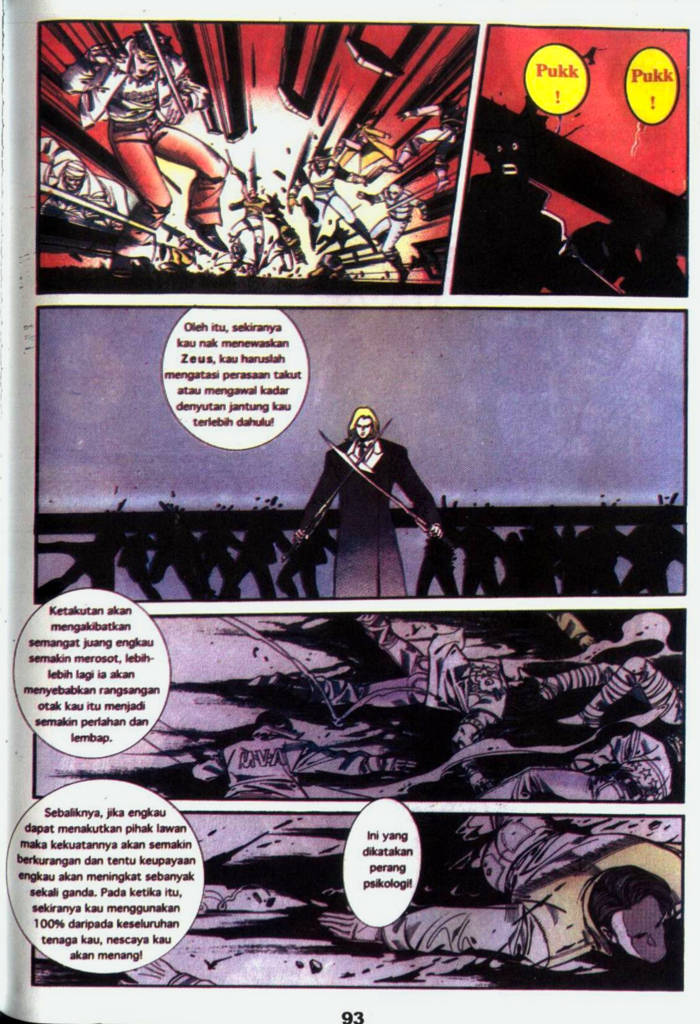 Pukk
!
Pukk
!
Oleh itu, sekiranya
kau nak menewaskan
Zeus, kau haruslah
mengatasi perasaan takut
atau mengawal kadar
denyutan jantung kau
terlebih dahulu!
Ketakutan akan
mengakibatkan
semangat juang engkau
semakin merosot, lebih-
lebih lagi ia akan
menyebabkan rangsangan
otak kau itu menjadi
semakin perlahan dan
lembap.
Sebaliknya, jika engkau
dapat menakutkan pihak lawan
maka kekuatannya akan semakin
berkurangan dan tentu keupayaan
engkau akan meningkat sebanyak
sekali ganda. Pada ketika itu,
sekiranya kau menggunakan
100% daripada keseluruhan
tenaga kau, nescaya kau
akan menang!
Ini yang
dikatakan
perang
psikologi!
93